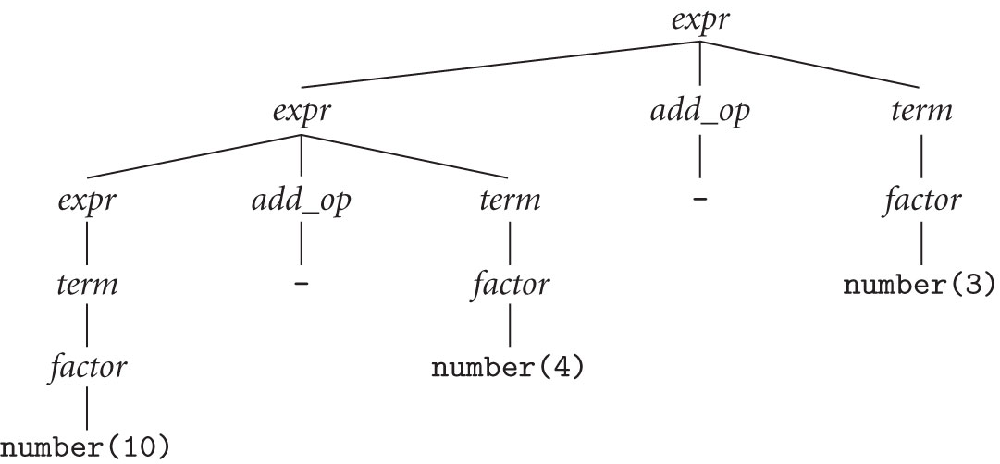 expr
expr add_op term
expr add_op term - factor
term - factor number(3)
factor number(4)
number(10)